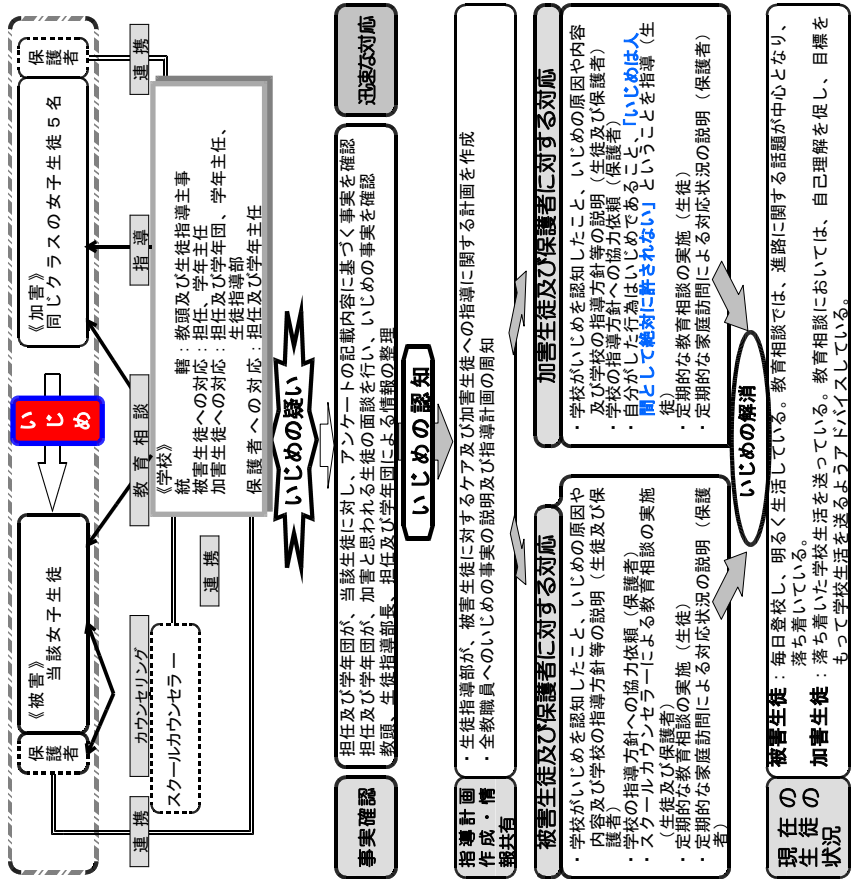 保護者
《被害》
当該女子生徒
いじめ
《加害》
同じクラスの女子生徒５名
保護者
連携
カウンセリング
教育相談
指導
連携
スクールカウンセラー
連携
《学校》
統　　　　　轄：教頭及び生徒指導主事
被害生徒への対応：担任、学年主任
加害生徒への対応：担任及び学年団、学年主任、
生徒指導部
保護者への対応：担任及び学年主任
いじめの疑い
事実確認
担任及び学年団が、当該生徒に対し、アンケートの記載内容に基づく事実を確認
担任及び学年団が、加害と思われる生徒の面談を行い、いじめの事実を確認
教頭、生徒指導部長、担任及び学年団による情報の整理
迅速な対応
いじめの認知
指導計画
作成・情
報共有
・生徒指導部が、被害生徒に対するケア及び加害生徒への指導に関する計画を作成
・全教職員へのいじめの事実の説明及び指導計画の周知
被害生徒及び保護者に対する対応
・学校がいじめを認知したこと、いじめの原因や
内容及び学校の指導方針等の説明（生徒及び保
護者）
・学校の指導方針への協力依頼（保護者）
・スクールカウンセラーによる教育相談の実施
（生徒及び保護者）
・定期的な教育相談の実施（生徒）
・定期的な家庭訪問による対応状況の説明（保護
者）
加害生徒及び保護者に対する対応
・学校がいじめを認知したこと、いじめの原因や内容
及び学校の指導方針等の説明（生徒及び保護者）
・学校の指導方針への協力依頼（保護者）
・自分がした行為はいじめであること、「いじめは人
間として絶対に許されない」ということを指導（生
徒）
・定期的な教育相談の実施（生徒）
・定期的な家庭訪問による対応状況の説明（保護者）
いじめの解消
現在の
生徒の
状況
被害生徒：毎日登校し、明るく生活している。教育相談では、進路に関する話題が中心となり、
落ち着いている。
加害生徒：落ち着いた学校生活を送っている。教育相談においては、自己理解を促し、目標を
もって学校生活を送るようアドバイスしている。